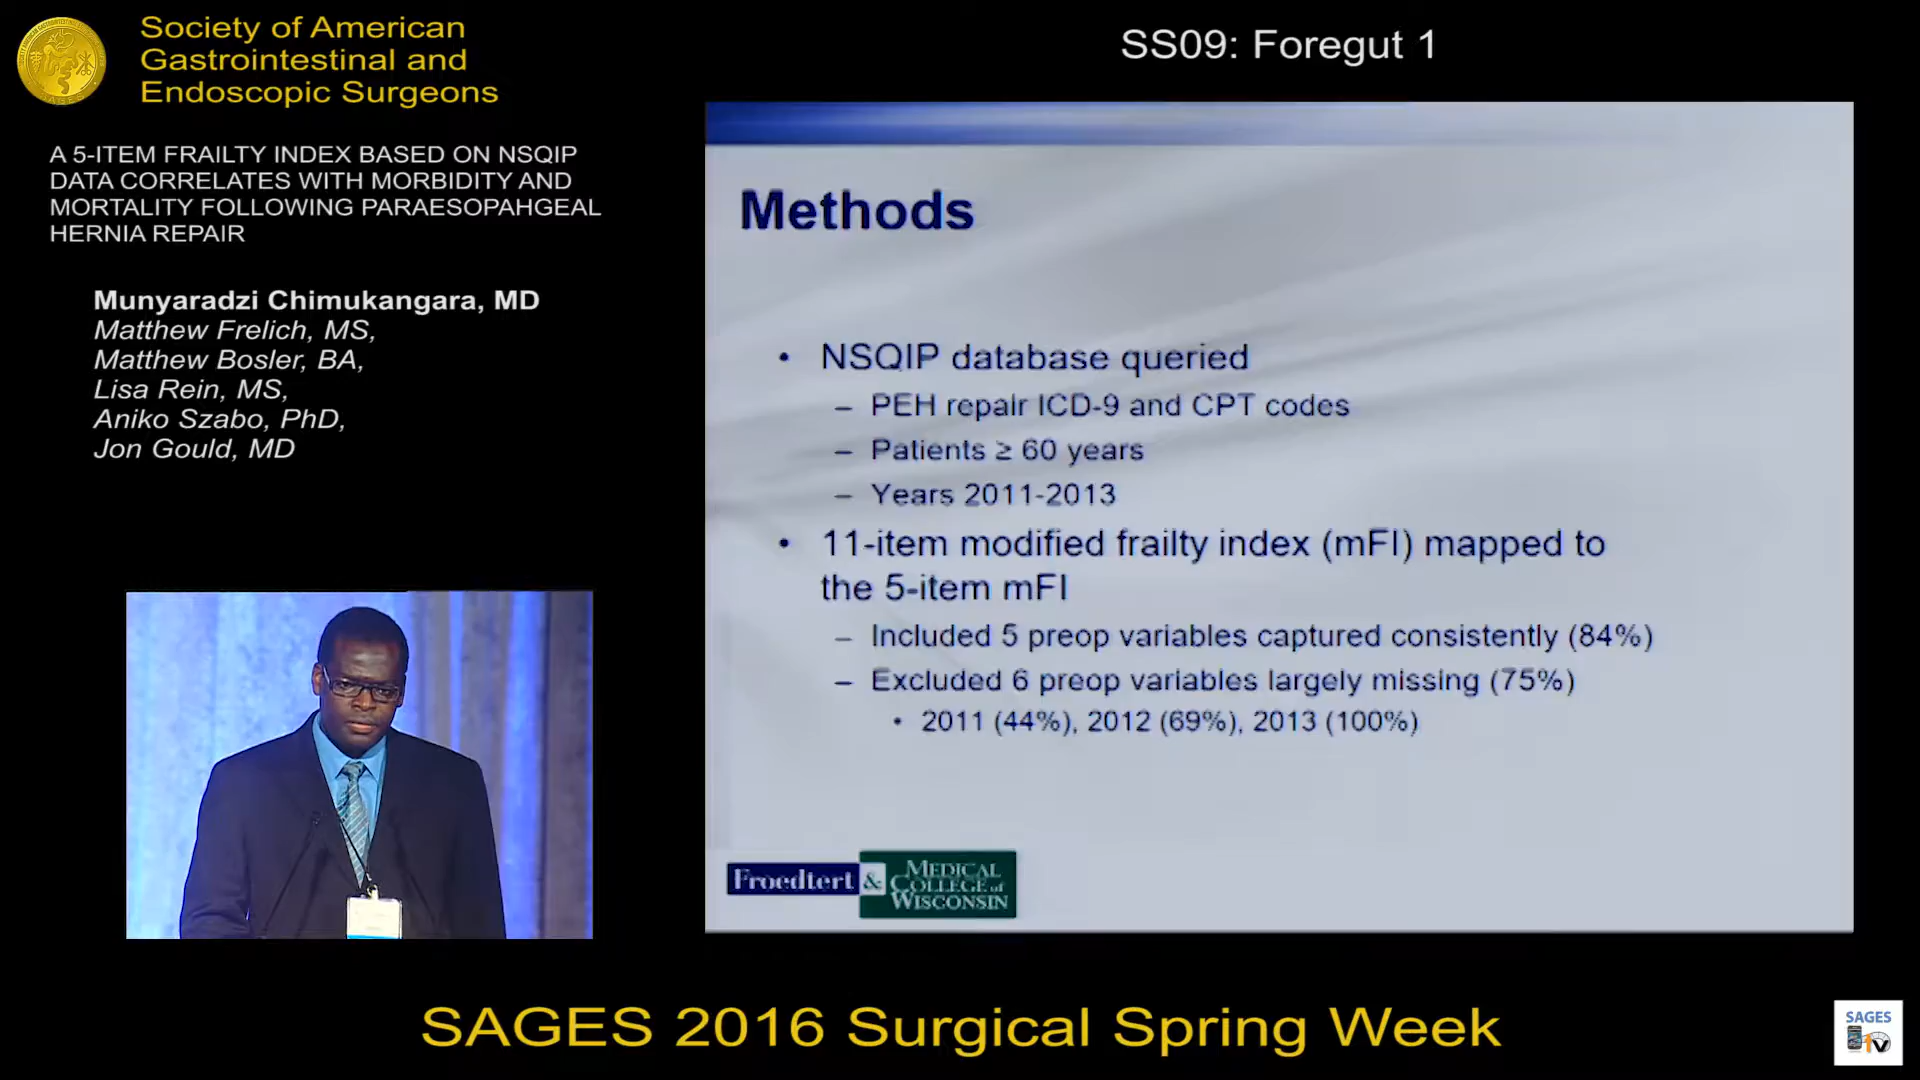 Society of American
Gastrointestinal and
Endoscopic Surgeons
SS09: Foregut 1
A 5-ITEM FRAILTY INDEX BASED ON NSQIP
DATA CORRELATES WITH MORBIDITY AND
MORTALITY FOLLOWING PARAESOPAHGEAL
HERNIA REPAIR
Munyaradzi Chimukangara, MD
Matthew Frelich, MS,
Matthew Bosler, BA,
Lisa Rein, MS,
Aniko Szabo, PhD,
Jon Gould, MD
Methods
• NSQIP database queried
– PEH repair ICD-9 and CPT codes
– Patients ≥ 60 years
– Years 2011-2013
• 11-item modified frailty index (mFI) mapped to
the 5-item mFI
– Included 5 preop variables captured consistently (84%)
– Excluded 6 preop variables largely missing (75%)
• 2011 (44%), 2012 (69%), 2013 (100%)
Froedtert & MEDICAL
COLLEGE of
WISCONSIN
SAGES 2016 Surgical Spring Week
SAGES
TV